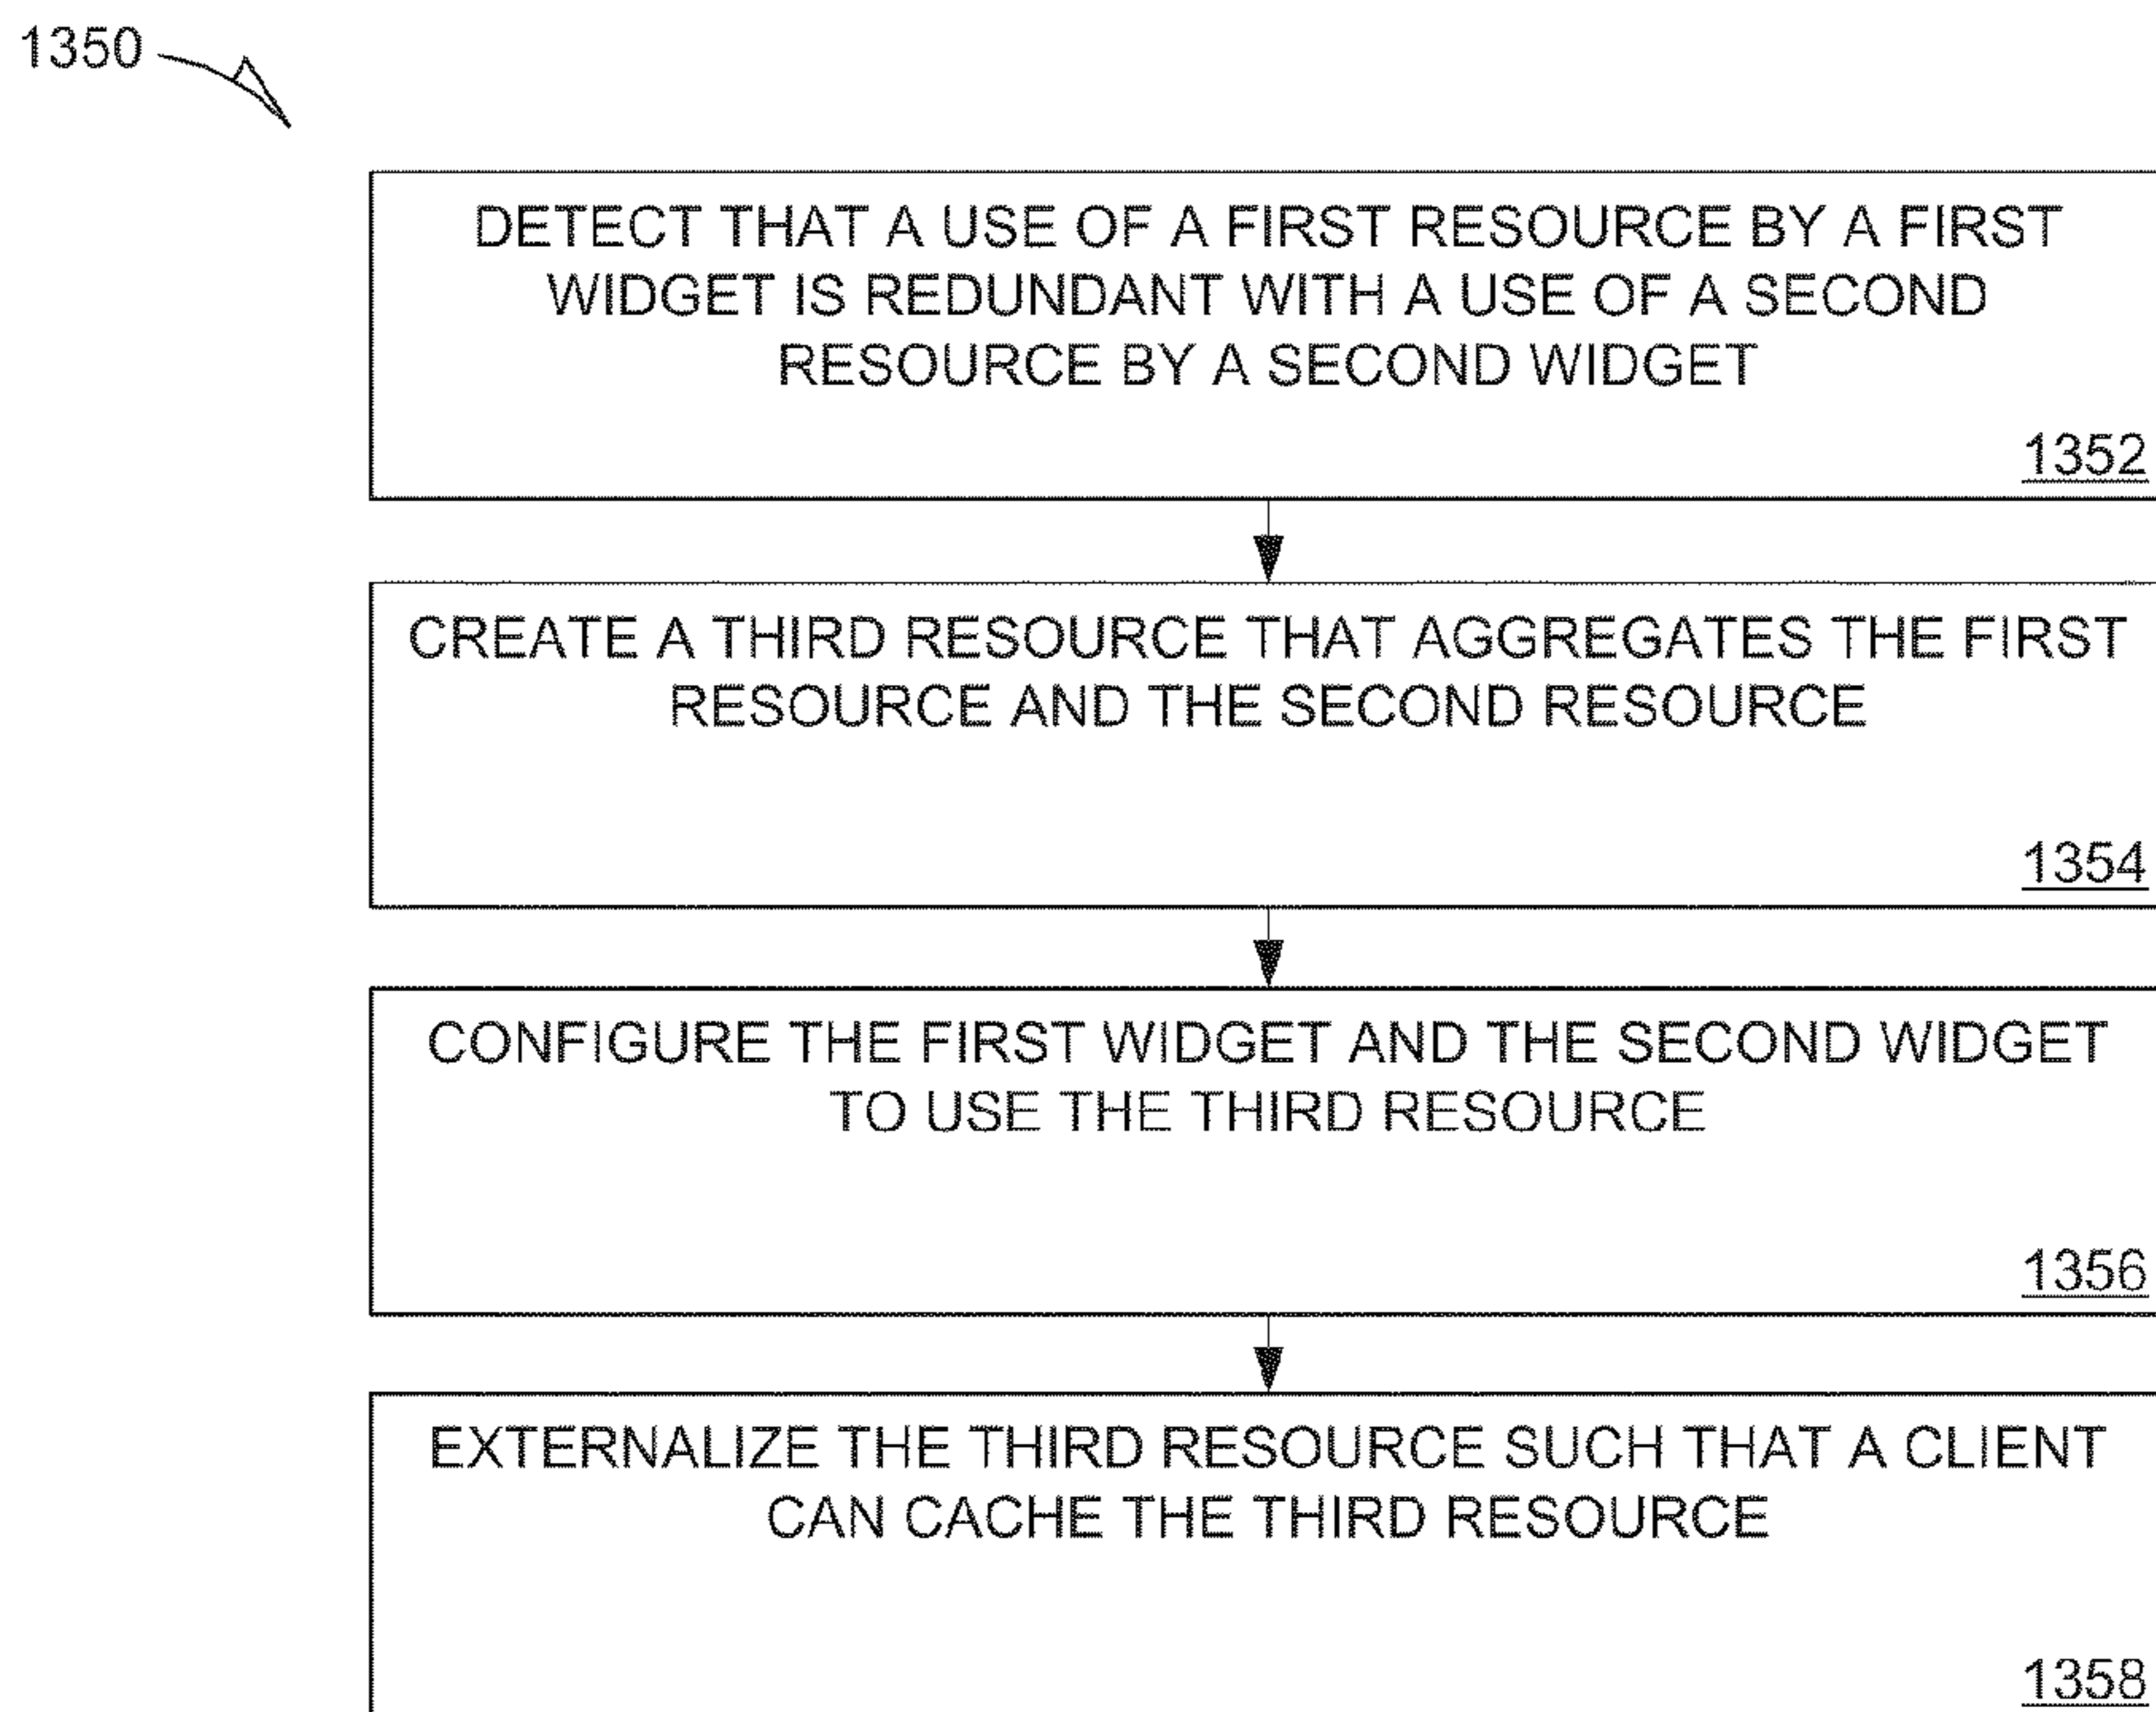 1350
DETECT THAT A USE OF A FIRST RESOURCE BY A FIRST
WIDGET IS REDUNDANT WITH A USE OF A SECOND
RESOURCE BY A SECOND WIDGET
1352
CREATE A THIRD RESOURCE THAT AGGREGATES THE FIRST
RESOURCE AND THE SECOND RESOURCE
1354
CONFIGURE THE FIRST WIDGET AND THE SECOND WIDGET
TO USE THE THIRD RESOURCE
1356
EXTERNALIZE THE THIRD RESOURCE SUCH THAT A CLIENT
CAN CACHE THE THIRD RESOURCE
1358